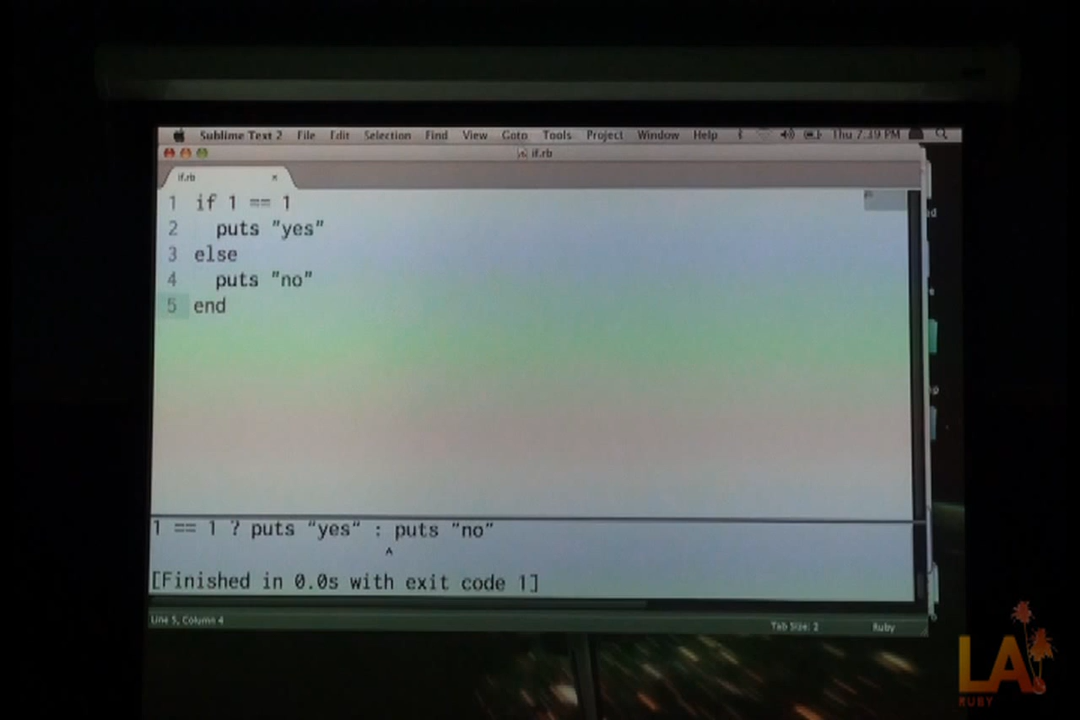 Sublime Text 2 File Edit Selection Find View Goto Tools Project Window Help Thu 7:39 PM
if.rb
if.rb ×
1 if 1 == 1
2 puts "yes"
3 else
4 puts "no"
5 end
1 == 1 ? puts "yes" : puts "no"
^
[Finished in 0.0s with exit code 1]
Line 5, Column 4 Tab Size: 2 Ruby
LA
RUBY